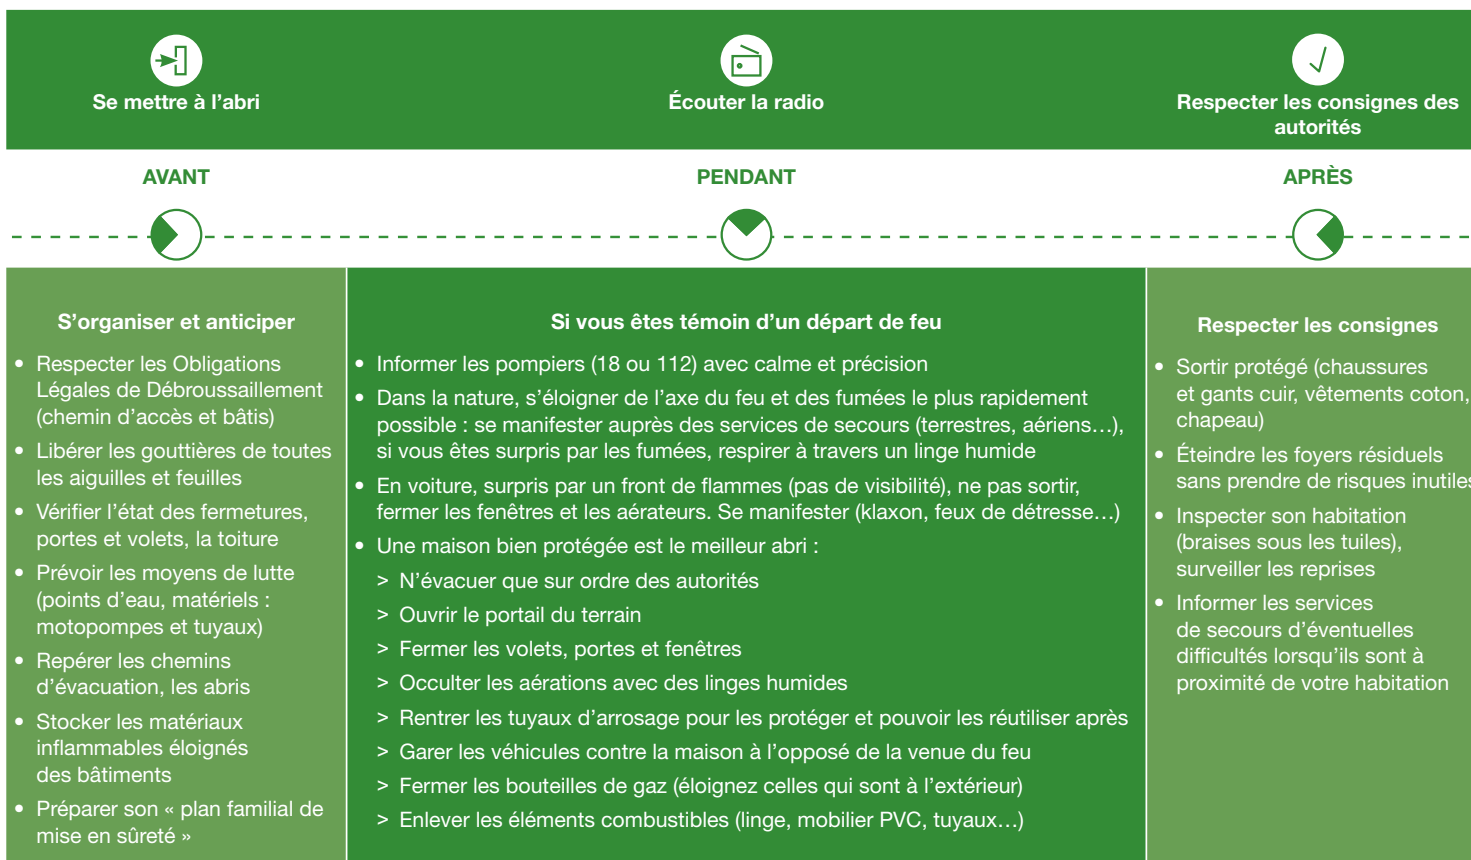 Se mettre à l'abri
Écouter la radio
Respecter les consignes des
autorités
AVANT
PENDANT
APRÈS
S'organiser et anticiper
• Respecter les Obligations
Légales de Débroussaillement
(chemin d'accès et bâtis)
• Libérer les gouttières de toutes
les aiguilles et feuilles
• Vérifier l'état des fermetures,
portes et volets, la toiture
• Prévoir les moyens de lutte
(points d'eau, matériels :
motopompes et tuyaux)
• Repérer les chemins
d'évacuation, les abris
• Stocker les matériaux
inflammables éloignés
des bâtiments
• Préparer son « plan familial de
mise en sûreté »
Si vous êtes témoin d'un départ de feu
• Informer les pompiers (18 ou 112) avec calme et précision
• Dans la nature, s'éloigner de l'axe du feu et des fumées le plus rapidement
possible : se manifester auprès des services de secours (terrestres, aériens…),
si vous êtes surpris par les fumées, respirer à travers un linge humide
• En voiture, surpris par un front de flammes (pas de visibilité), ne pas sortir,
fermer les fenêtres et les aérateurs. Se manifester (klaxon, feux de détresse…)
• Une maison bien protégée est le meilleur abri :
> N'évacuer que sur ordre des autorités
> Ouvrir le portail du terrain
> Fermer les volets, portes et fenêtres
> Occulter les aérations avec des linges humides
> Rentrer les tuyaux d'arrosage pour les protéger et pouvoir les réutiliser après
> Garer les véhicules contre la maison à l'opposé de la venue du feu
> Fermer les bouteilles de gaz (éloignez celles qui sont à l'extérieur)
> Enlever les éléments combustibles (linge, mobilier PVC, tuyaux…)
Respecter les consignes
• Sortir protégé (chaussures
et gants cuir, vêtements coton,
chapeau)
• Éteindre les foyers résiduels
sans prendre de risques inutiles
• Inspecter son habitation
(braises sous les tuiles),
surveiller les reprises
• Informer les services
de secours d'éventuelles
difficultés lorsqu'ils sont à
proximité de votre habitation